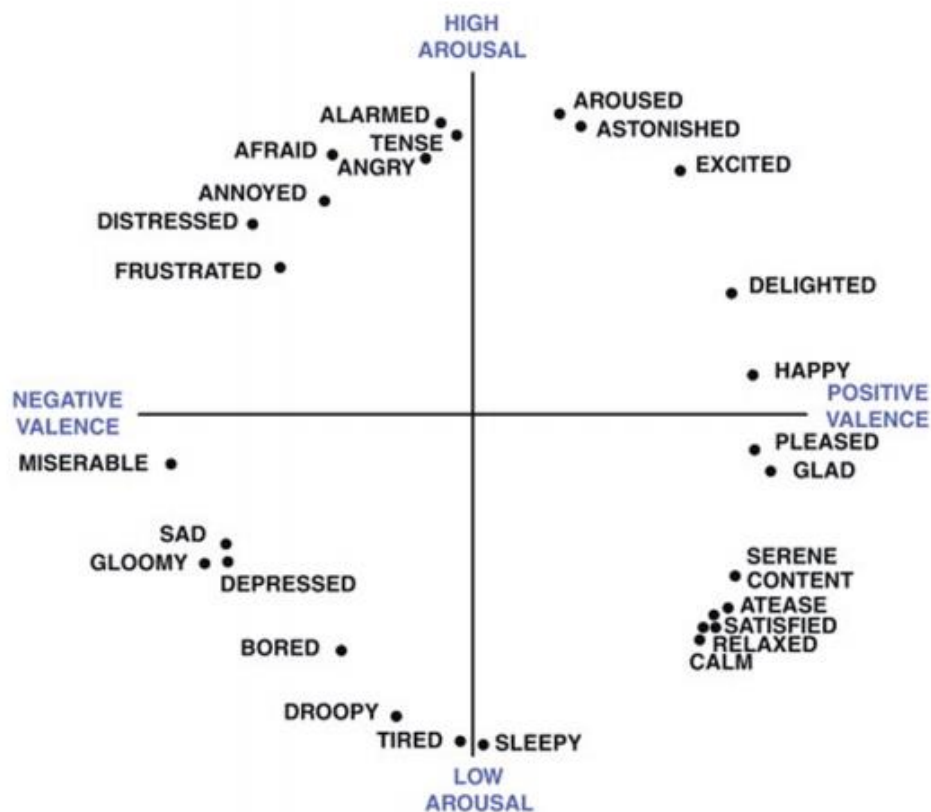 HIGH
AROUSAL
AROUSED
ALARMED
ASTONISHED
TENSE
AFRAID
EXCITED
ANGRY
ANNOYED
DISTRESSED
FRUSTRATED
DELIGHTED
HAPPY
NEGATIVE
VALENCE
POSITIVE
VALENCE
PLEASED
MISERABLE
GLAD
SAD
SERENE
GLOOMY
CONTENT
DEPRESSED
ATEASE
SATISFIED
RELAXED
BORED
CALM
DROOPY
TIRED
SLEEPY
LOW
AROUSAL